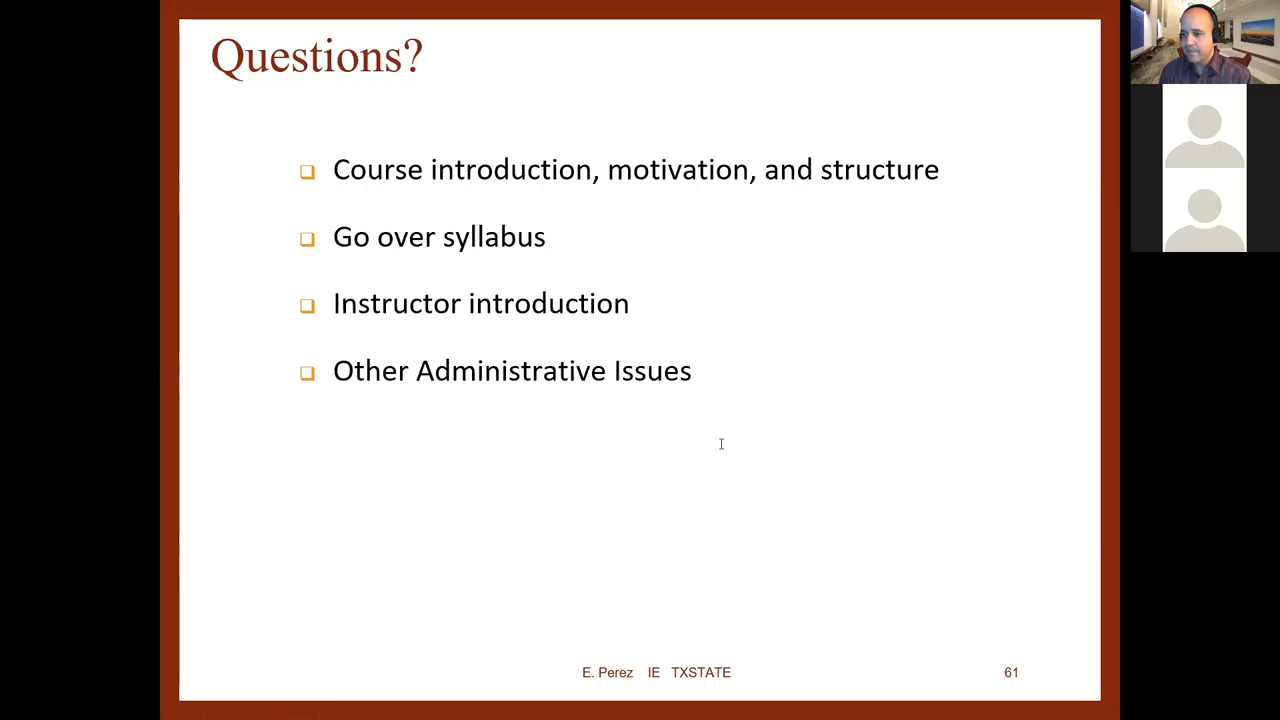 Questions?
Course introduction, motivation, and structure
Go over syllabus
Instructor introduction
Other Administrative Issues
E. Perez IE TXSTATE 61